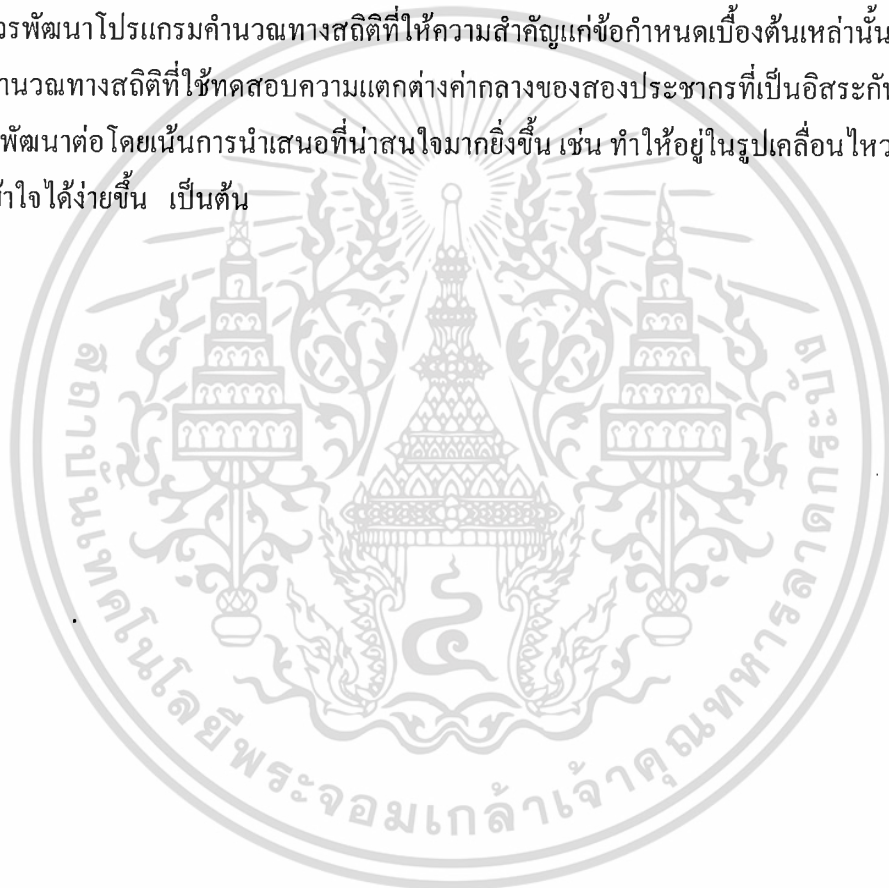 วรพัฒนาโปรแกรมคำนวณทางสถิติที่ให้ความสำคัญแก่ข้อกำหนดเบื้องต้นเหล่านั้น
ำนวณทางสถิติที่ใช้ทดสอบความแตกต่างค่ากลางของสองประชากรที่เป็นอิสระกัน
พัฒนาต่อโดยเน้นการนำเสนอที่น่าสนใจมากยิ่งขึ้น เช่น ทำให้อยู่ในรูปเคลื่อนไหว
ข้าใจได้ง่ายขึ้น เป็นต้น
สถาบันเทคโนโลยีพระจอมเกล้าเจ้าคุณทหารลาดกระบัง
๔